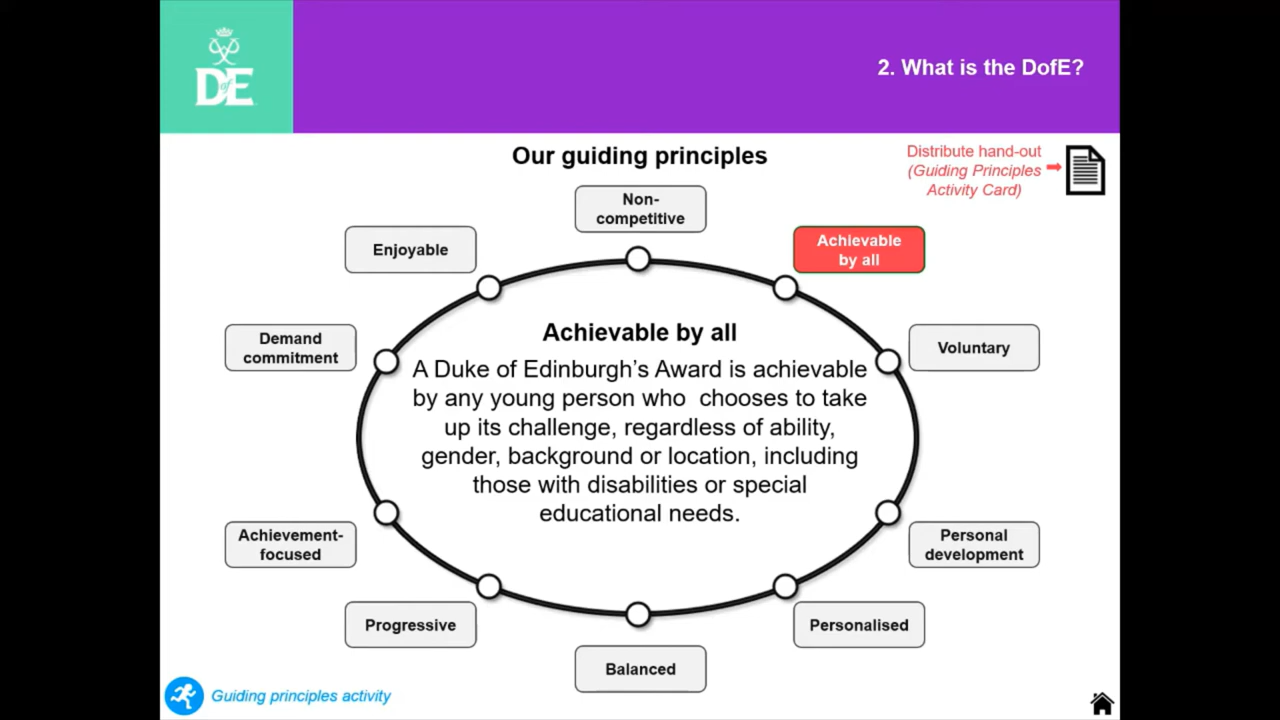 DofE
2. What is the DofE?
Our guiding principles
Distribute hand-out
(Guiding Principles
Activity Card)
Non-
competitive
Achievable
by all
Enjoyable
Demand
commitment
Voluntary
Achievable by all
A Duke of Edinburgh’s Award is achievable
by any young person who  chooses to take
up its challenge, regardless of ability,
gender, background or location, including
those with disabilities or special
educational needs.
Achievement-
focused
Personal
development
Progressive
Personalised
Balanced
Guiding principles activity